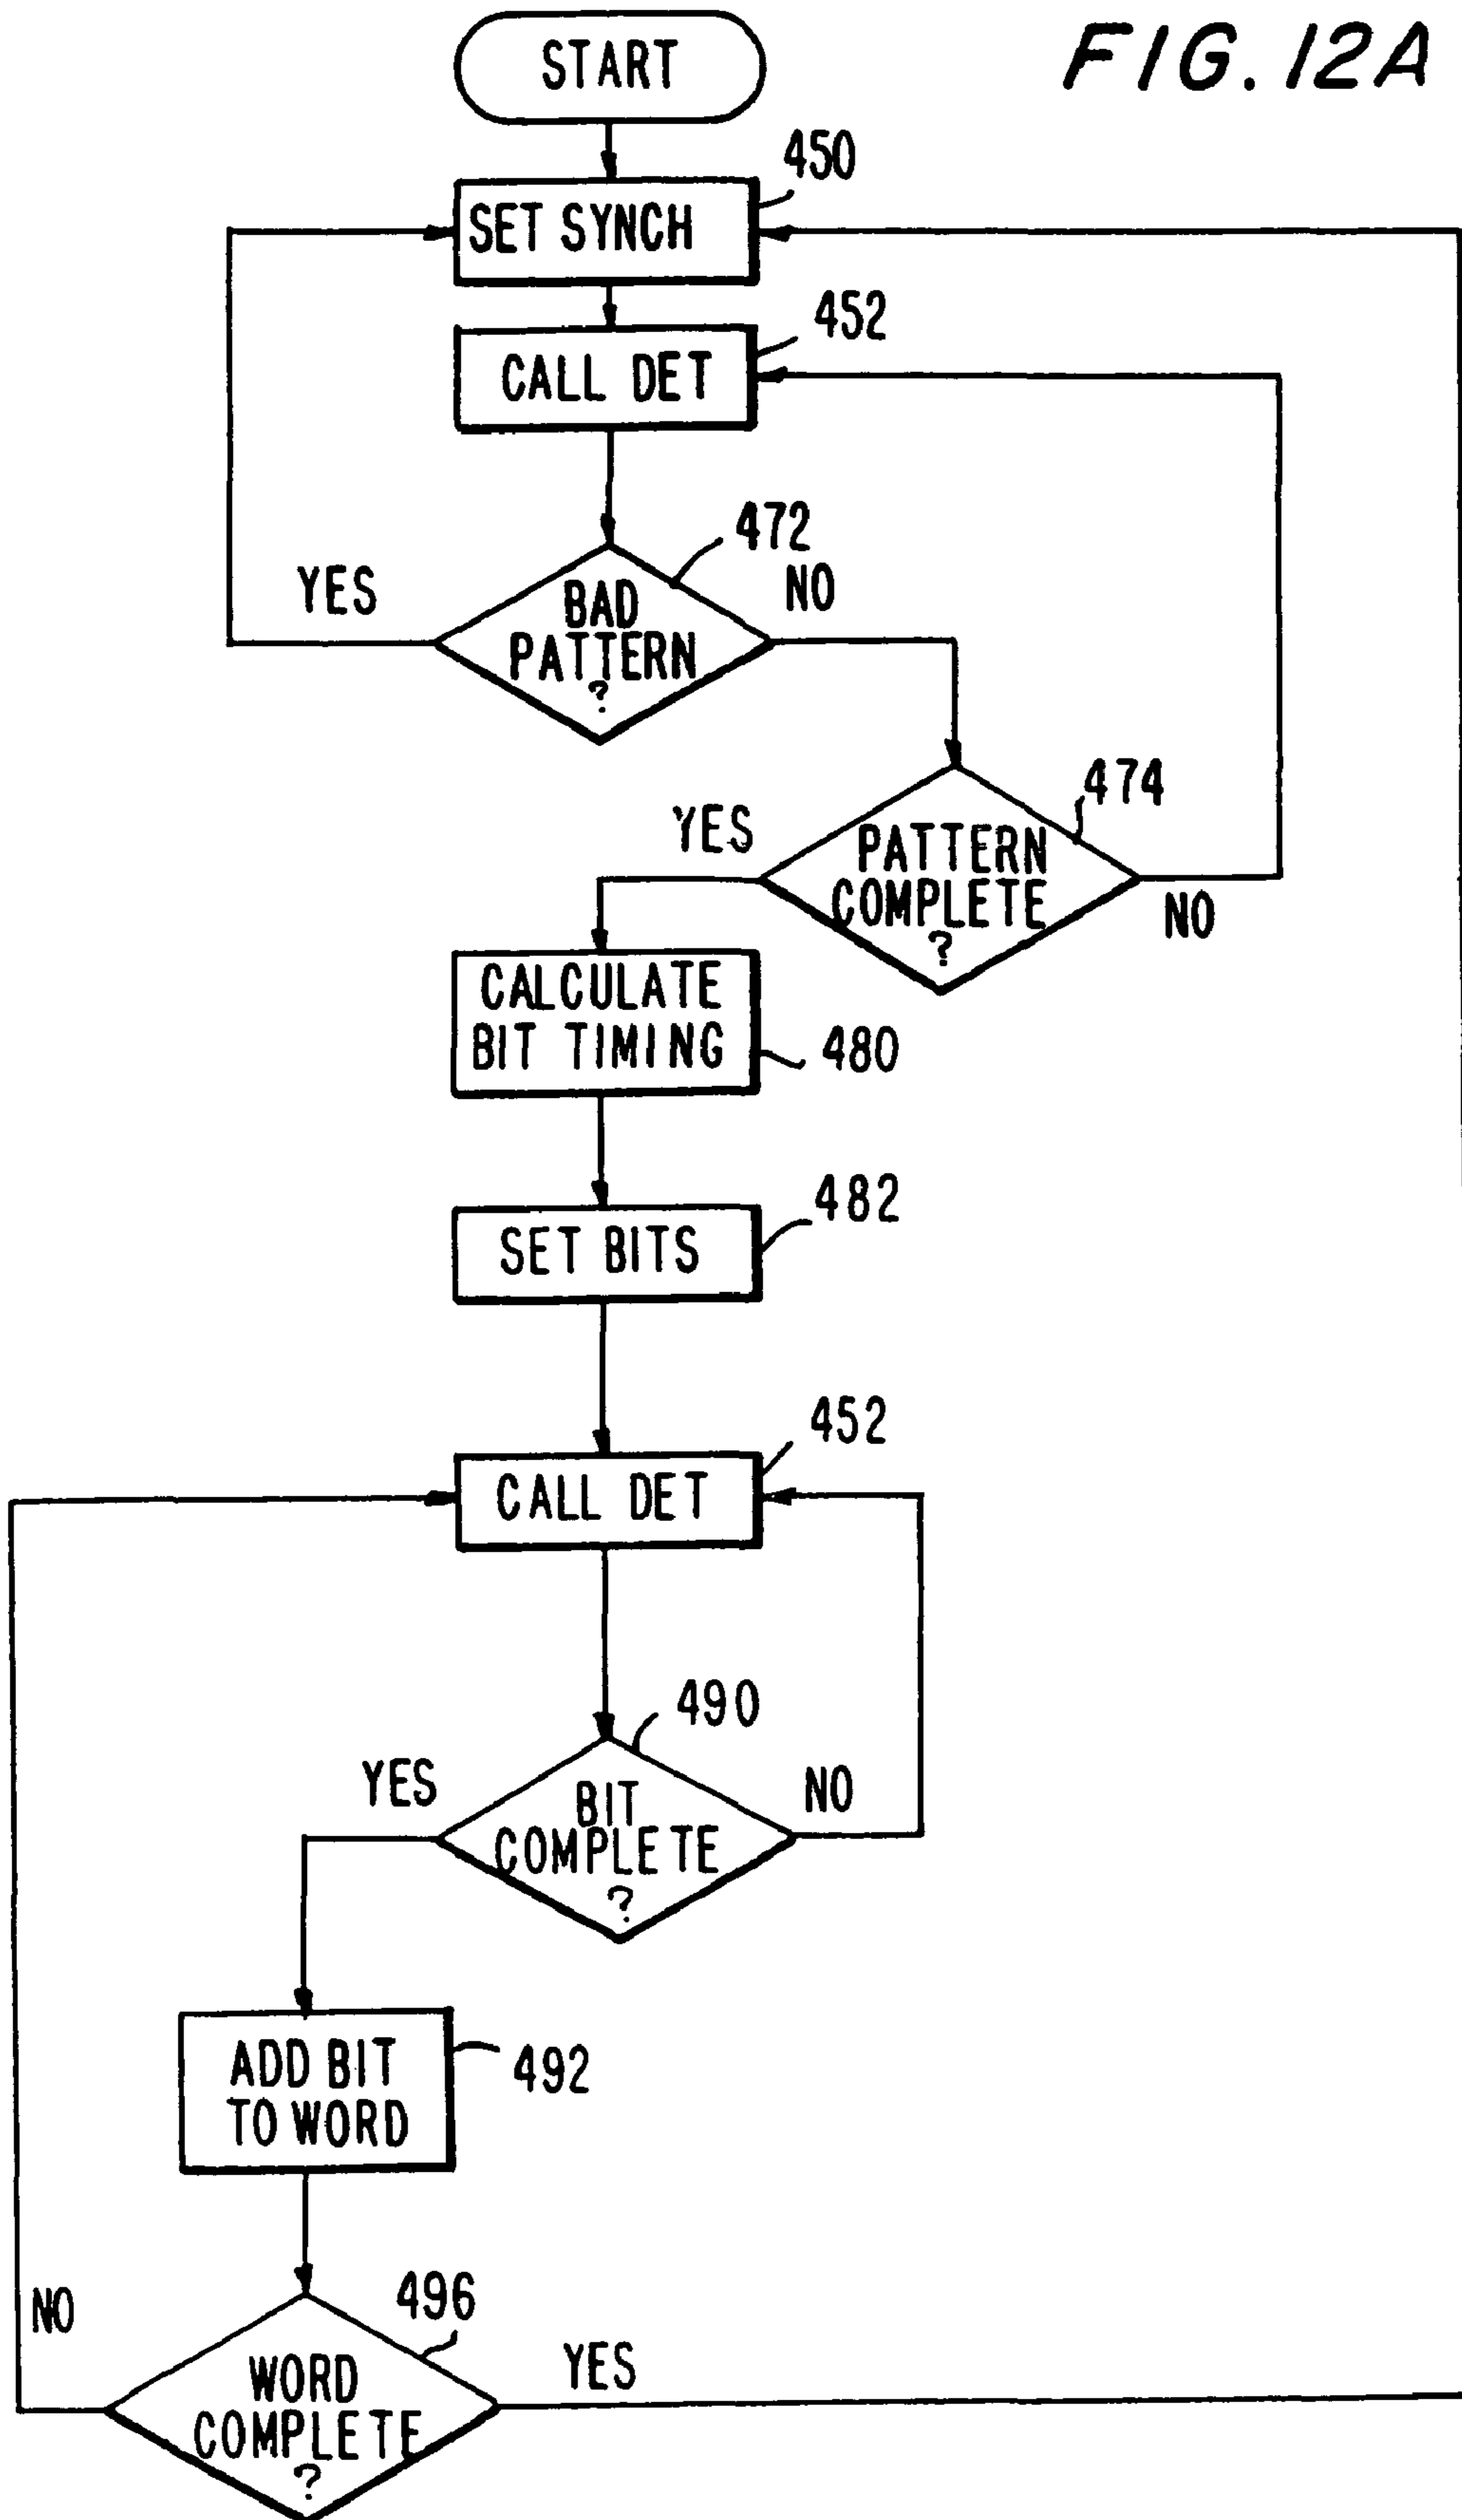 START
FIG. 12A
450
SET SYNCH
452
CALL DET
472
YES
NO
BAD
PATTERN
?
474
YES
PATTERN
COMPLETE
?
NO
CALCULATE
BIT TIMING
480
482
SET BITS
452
CALL DET
490
YES
NO
BIT
COMPLETE
?
ADD BIT
TO WORD
492
496
NO
YES
WORD
COMPLETE
?